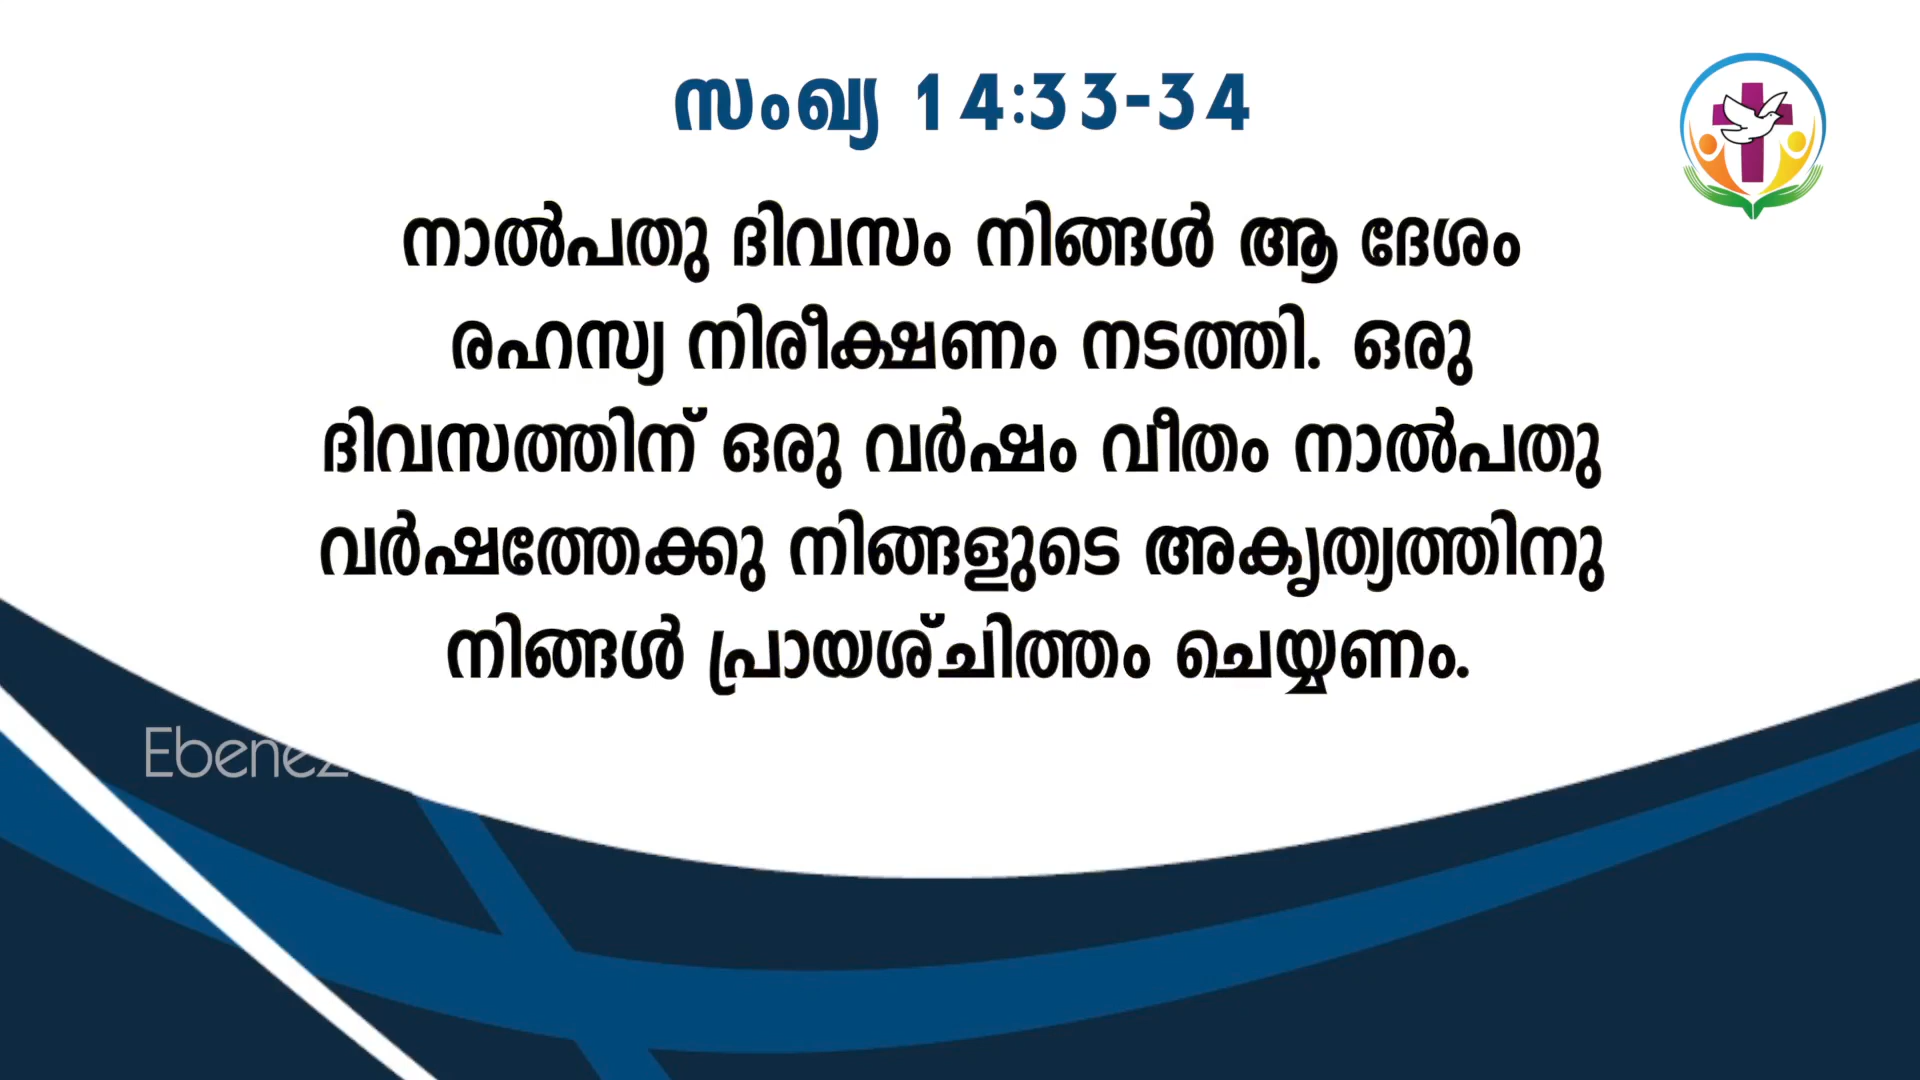 സംഖ്യ 14:33-34
നാൽപതു ദിവസം നിങ്ങൾ ആ ദേശം
രഹസ്യ നിരീക്ഷണം നടത്തി. ഒരു
ദിവസത്തിന് ഒരു വർഷം വീതം നാൽപതു
വർഷത്തേക്കു നിങ്ങളുടെ അകൃത്യത്തിനു
നിങ്ങൾ പ്രായശ്ചിത്തം ചെയ്യണം.
Ebenez